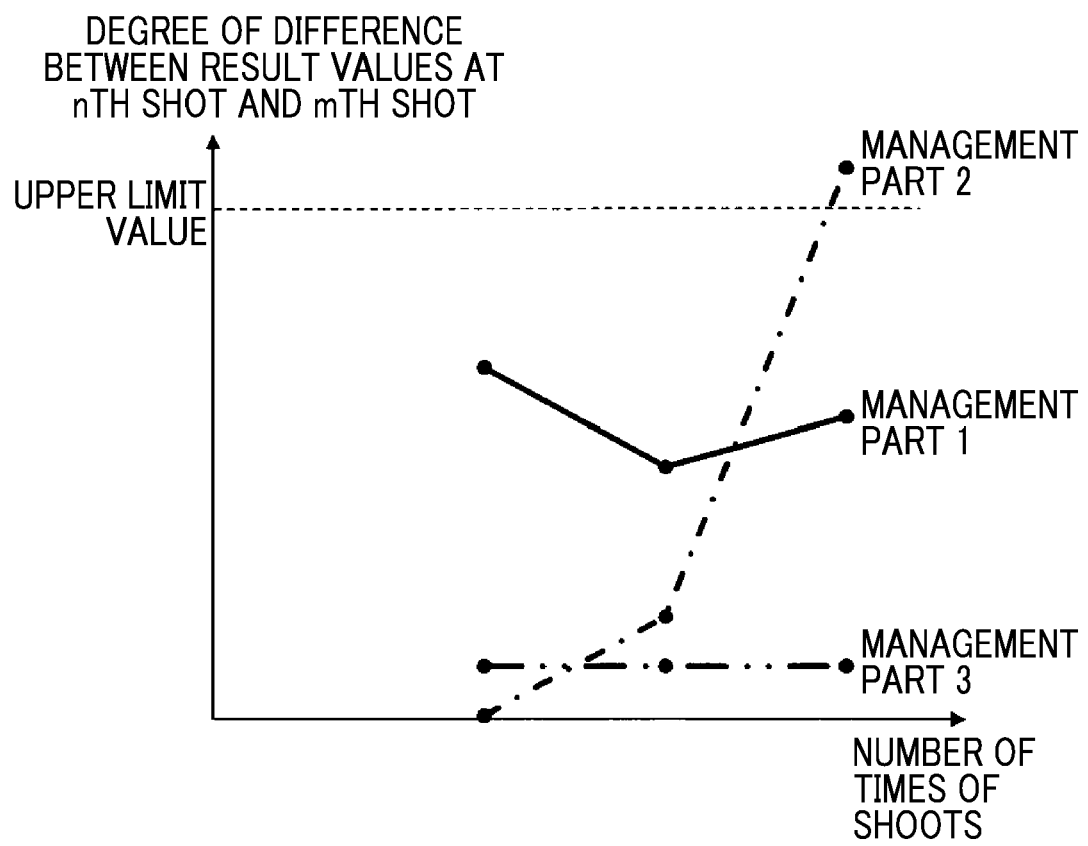 DEGREE OF DIFFERENCE
BETWEEN RESULT VALUES AT
nTH SHOT AND mTH SHOT
MANAGEMENT
PART 2
UPPER LIMIT
VALUE
MANAGEMENT
PART 1
MANAGEMENT
PART 3
NUMBER OF
TIMES OF
SHOOTS